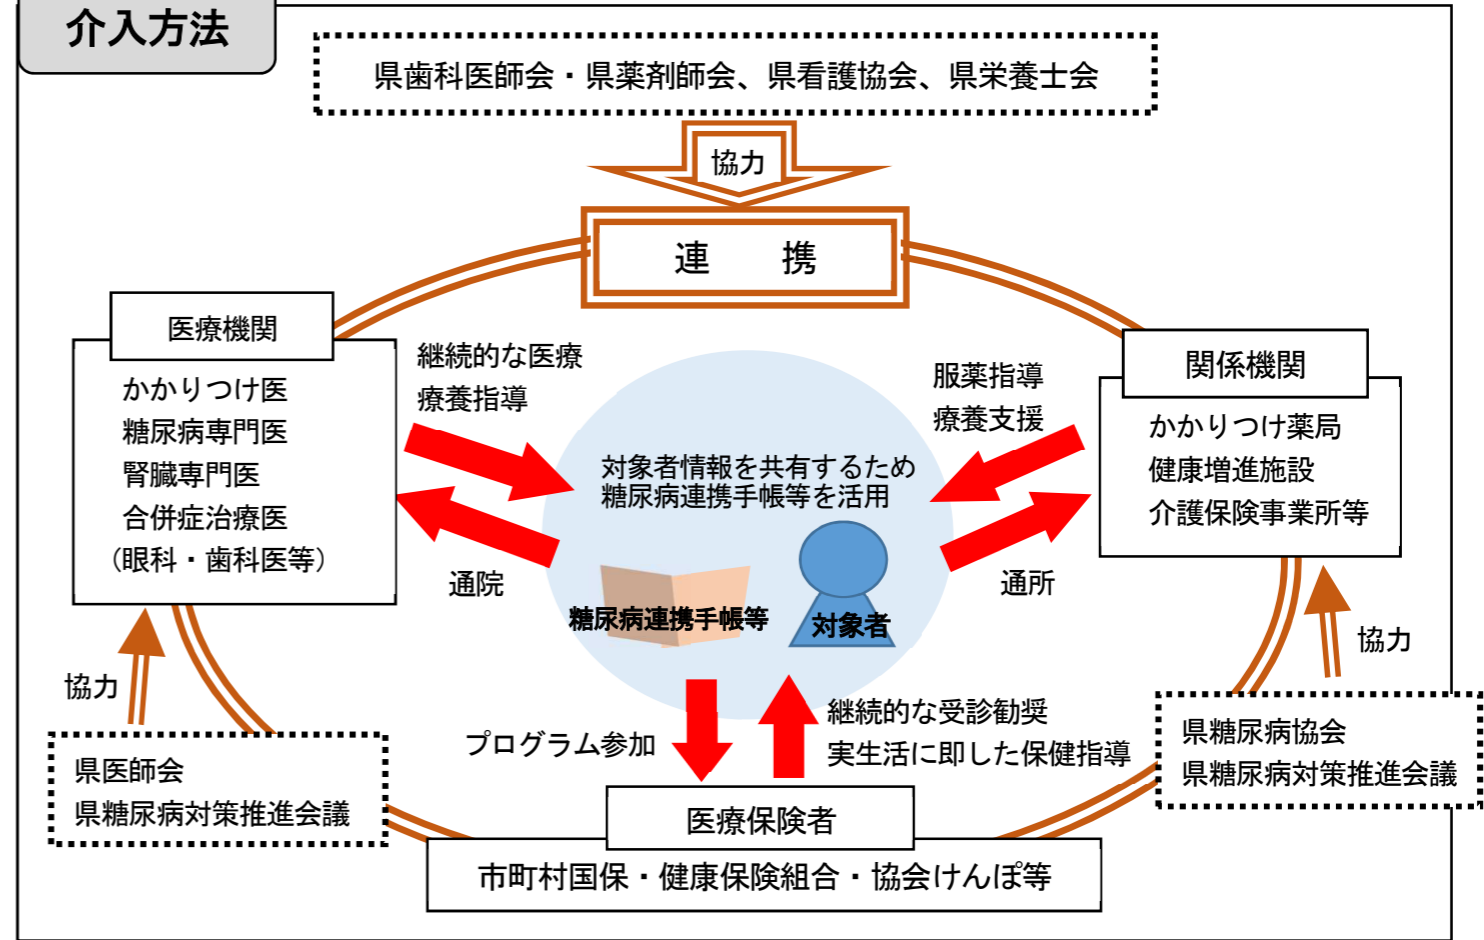 介入方法
県歯科医師会・県薬剤師会、県看護協会、県栄養士会
協力
連　携
医療機関
かかりつけ医
糖尿病専門医
腎臓専門医
合併症治療医
（眼科・歯科医等）
継続的な医療
療養指導
通院
対象者情報を共有するため
糖尿病連携手帳等を活用
糖尿病連携手帳等
対象者
服薬指導
療養支援
通所
関係機関
かかりつけ薬局
健康増進施設
介護保険事業所等
協力
県医師会
県糖尿病対策推進会議
プログラム参加
継続的な受診勧奨
実生活に即した保健指導
協力
県糖尿病協会
県糖尿病対策推進会議
医療保険者
市町村国保・健康保険組合・協会けんぽ等